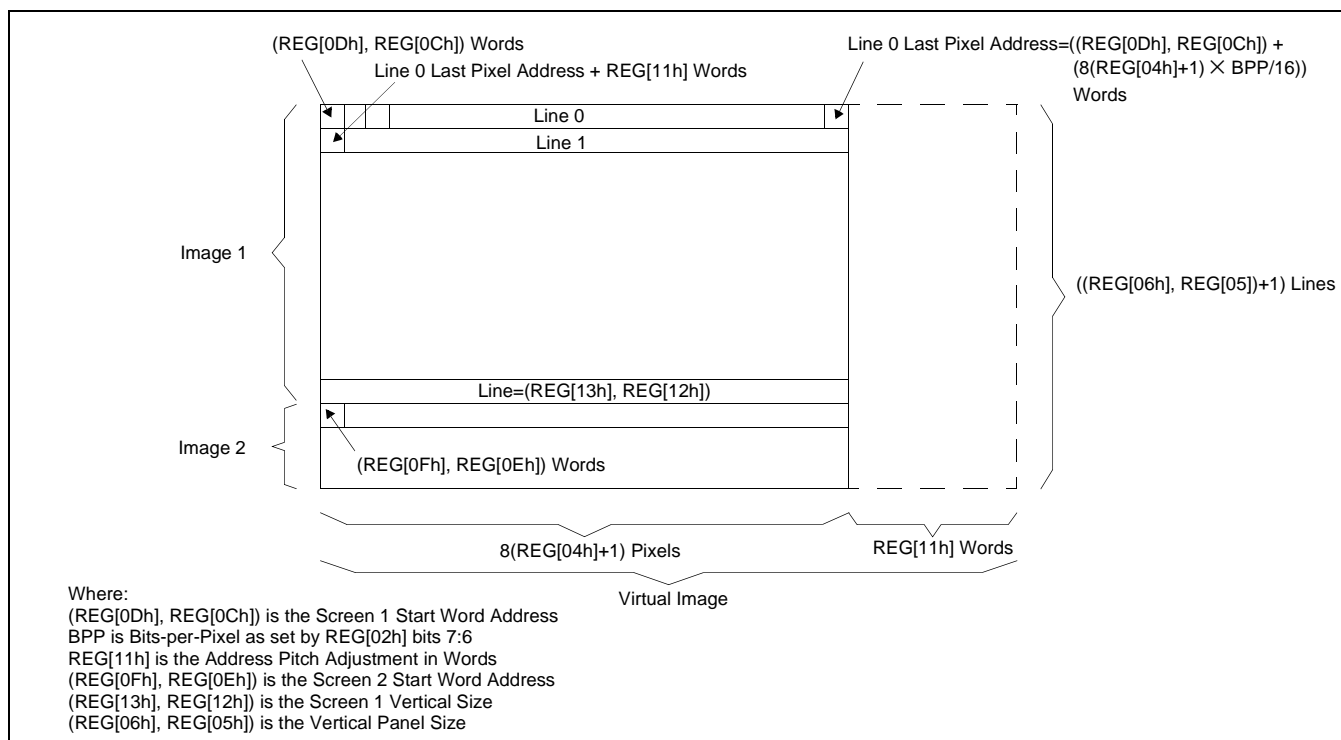 (REG[0Dh], REG[0Ch]) Words
Line 0 Last Pixel Address + REG[11h] Words
Line 0 Last Pixel Address=((REG[0Dh], REG[0Ch]) +
(8(REG[04h]+1) × BPP/16))
Words
Line 0
Line 1
Image 1
((REG[06h], REG[05])+1) Lines
Line=(REG[13h], REG[12h])
Image 2
(REG[0Fh], REG[0Eh]) Words
8(REG[04h]+1) Pixels
REG[11h] Words
Virtual Image
Where:
(REG[0Dh], REG[0Ch]) is the Screen 1 Start Word Address
BPP is Bits-per-Pixel as set by REG[02h] bits 7:6
REG[11h] is the Address Pitch Adjustment in Words
(REG[0Fh], REG[0Eh]) is the Screen 2 Start Word Address
(REG[13h], REG[12h]) is the Screen 1 Vertical Size
(REG[06h], REG[05h]) is the Vertical Panel Size